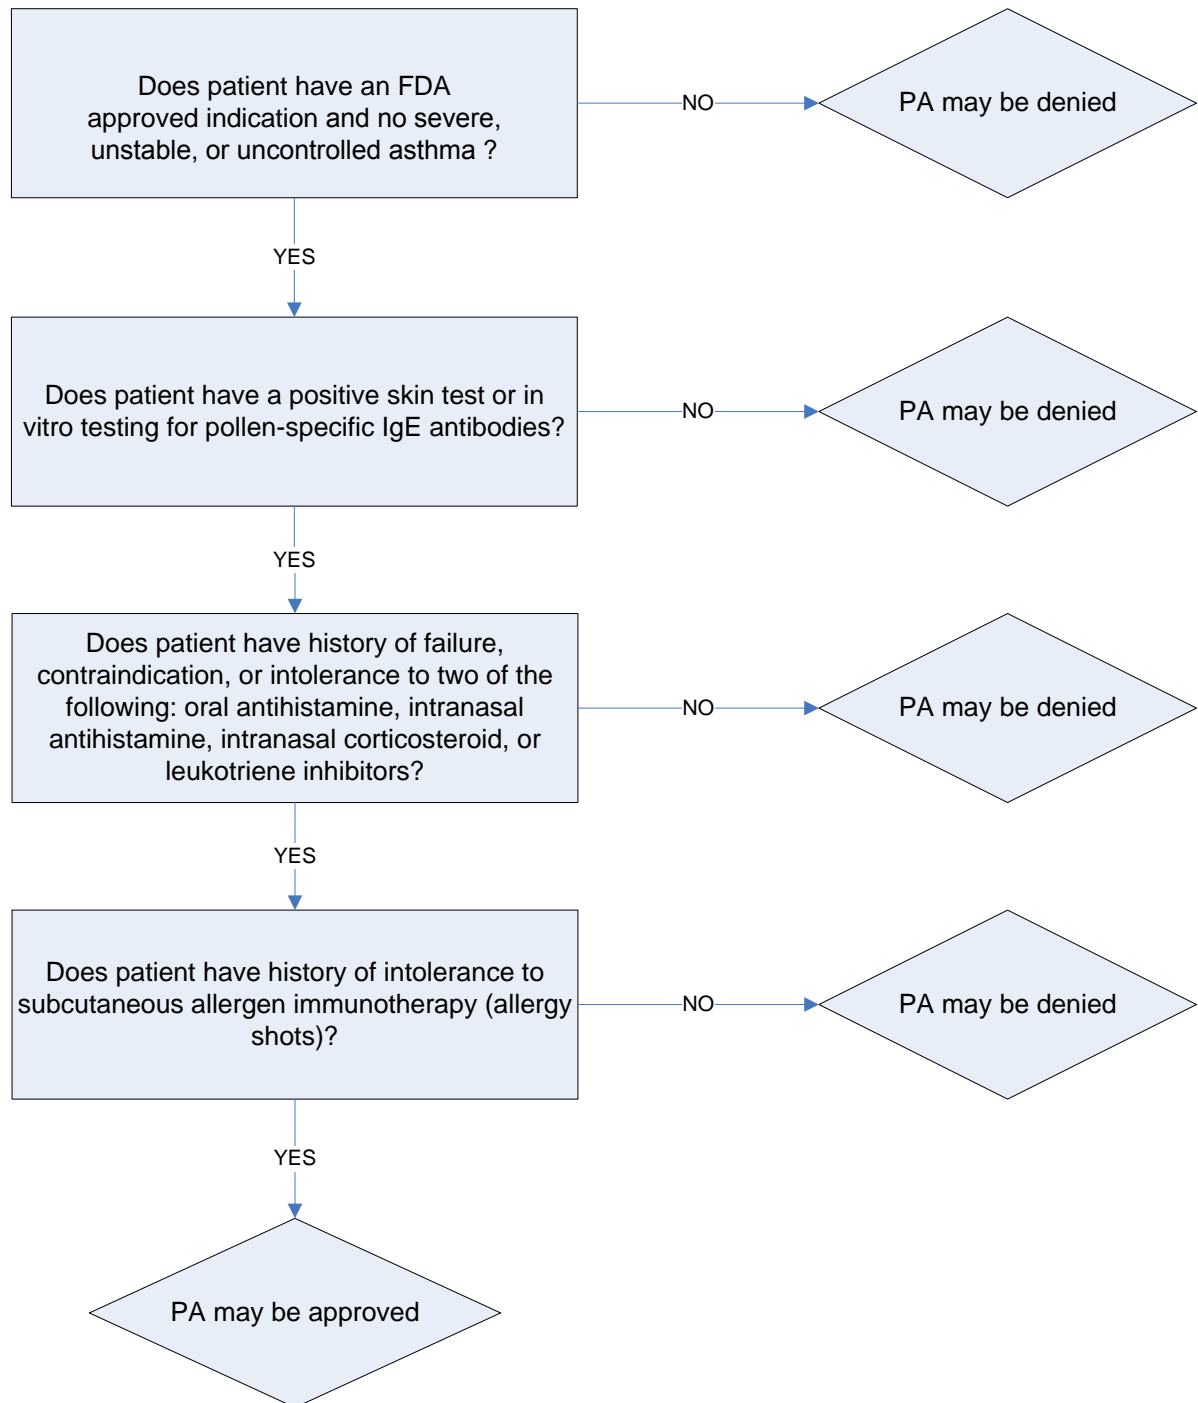 Does patient have an FDA
approved indication and no severe,
unstable, or uncontrolled asthma ?
NO
PA may be denied
YES
Does patient have a positive skin test or in
vitro testing for pollen-specific IgE antibodies?
NO
PA may be denied
YES
Does patient have history of failure,
contraindication, or intolerance to two of the
following: oral antihistamine, intranasal
antihistamine, intranasal corticosteroid, or
leukotriene inhibitors?
NO
PA may be denied
YES
Does patient have history of intolerance to
subcutaneous allergen immunotherapy (allergy
shots)?
NO
PA may be denied
YES
PA may be approved